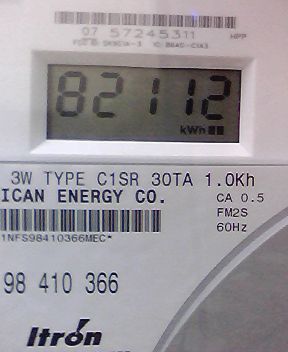 07 57245311 MPP
82112
kWh
3W TYPE C1SR 30TA 1.0Kh
ICAN ENERGY CO. CA 0.5
FM2S
60Hz
1NFS98410366MEC*
98 410 366
Itron